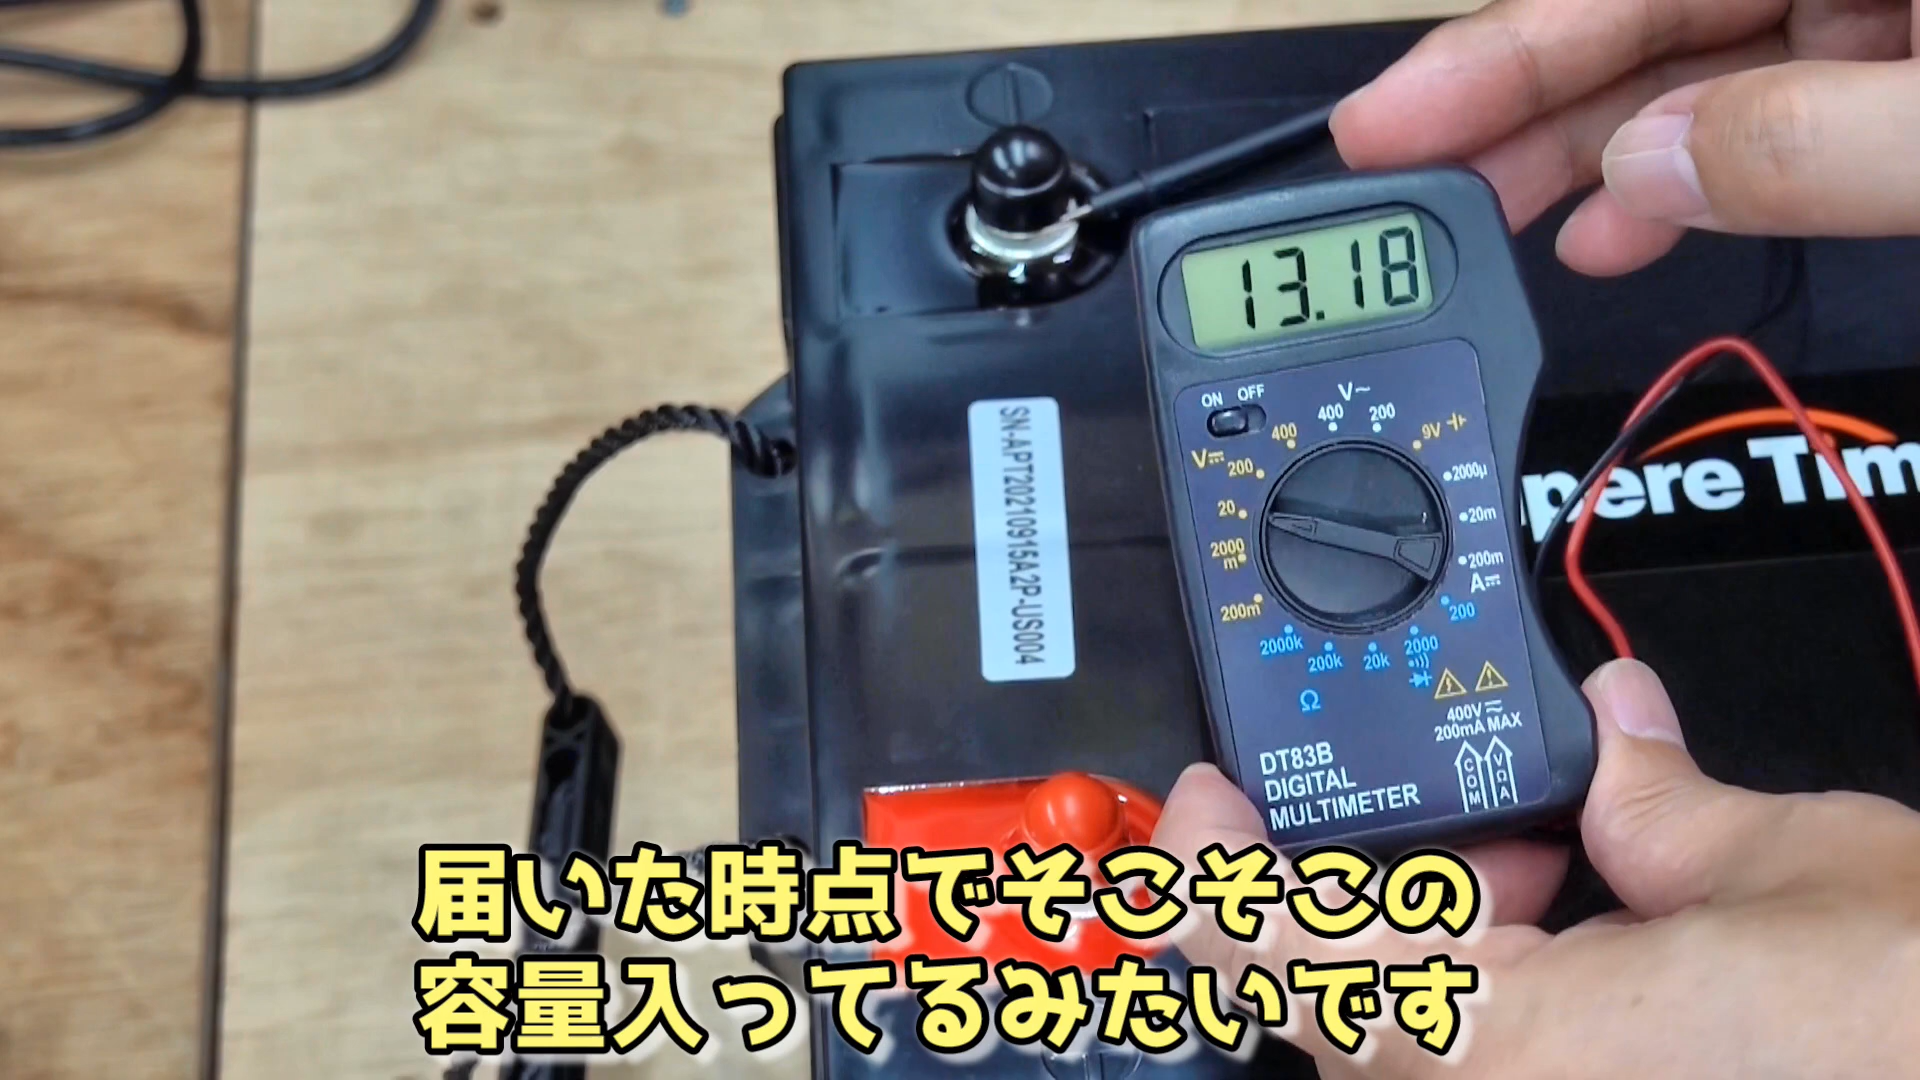 13.18
ON OFF
V~
400 200
400
9V
V⎓
200
2000µ
20
20m
2000m
200m
A⎓
200m
200
2000k
200k
20k
2000
Ω
400V⎓
200mA MAX
DT83B
DIGITAL
MULTIMETER
COM
VΩA
SN-APT20210915A2P-US004
pere Tim
届いた時点でそこそこの
容量入ってるみたいです